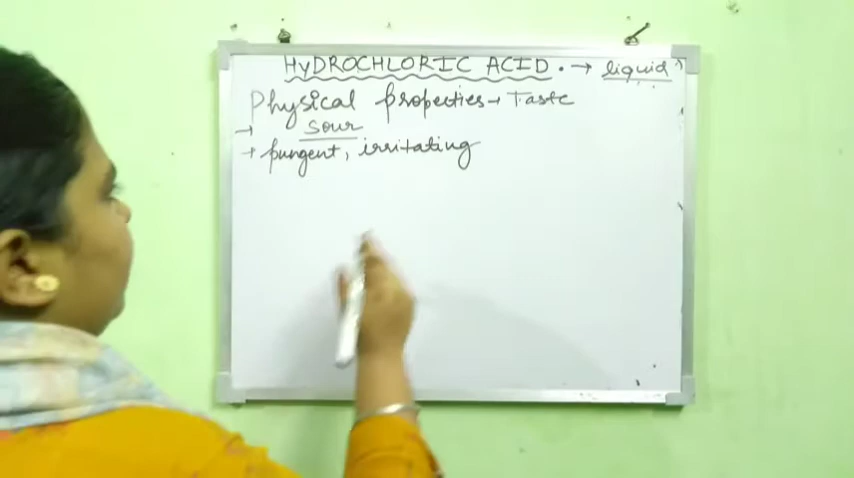 HYDROCHLORIC ACID. → liquid
Physical properties → Taste
→ sour
→ pungent, irritating